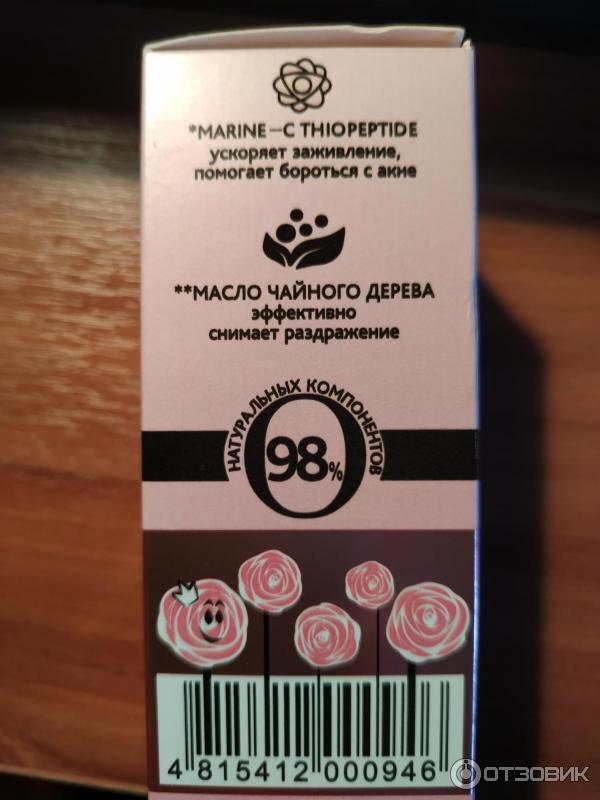 *MARINE-C THIOPEPTIDE
ускоряет заживление,
помогает бороться с акне
**МАСЛО ЧАЙНОГО ДЕРЕВА
эффективно
снимает раздражение
НАТУРАЛЬНЫХ КОМПОНЕНТОВ
98%
4 815412 000946
ОТЗОВИК